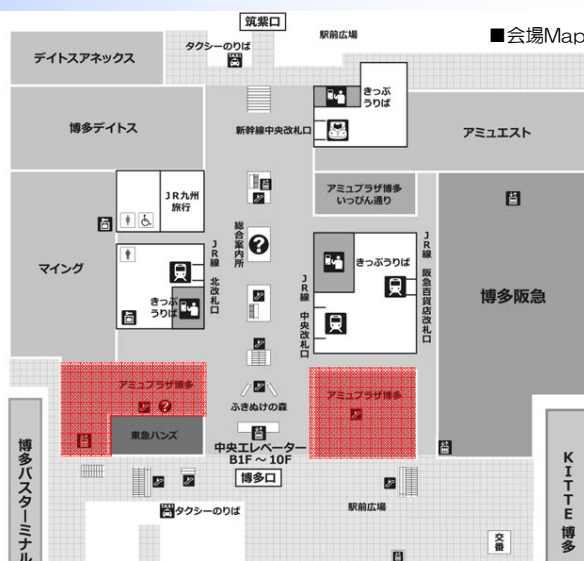 筑紫口
駅前広場
■会場Map
タクシーのりば
TAXI
デイトスアネックス
きっぷ
うりば
博多デイトス
新幹線中央改札口
アミュエスト
JR九州
旅行
アミュプラザ博多
いっぴん通り
総合案内所
?
マイング
JR線 北改札口
きっぷ
うりば
きっぷうりば
JR線 中央改札口
JR線 阪急百貨店改札口
博多阪急
アミュプラザ博多
?
アミュプラザ博多
ふきぬけの森
東急ハンズ
中央エレベーター
B1F ~ 10F
博多口
博多バスターミナル
KITTE 博多
TAXI
タクシーのりば
駅前広場
交番